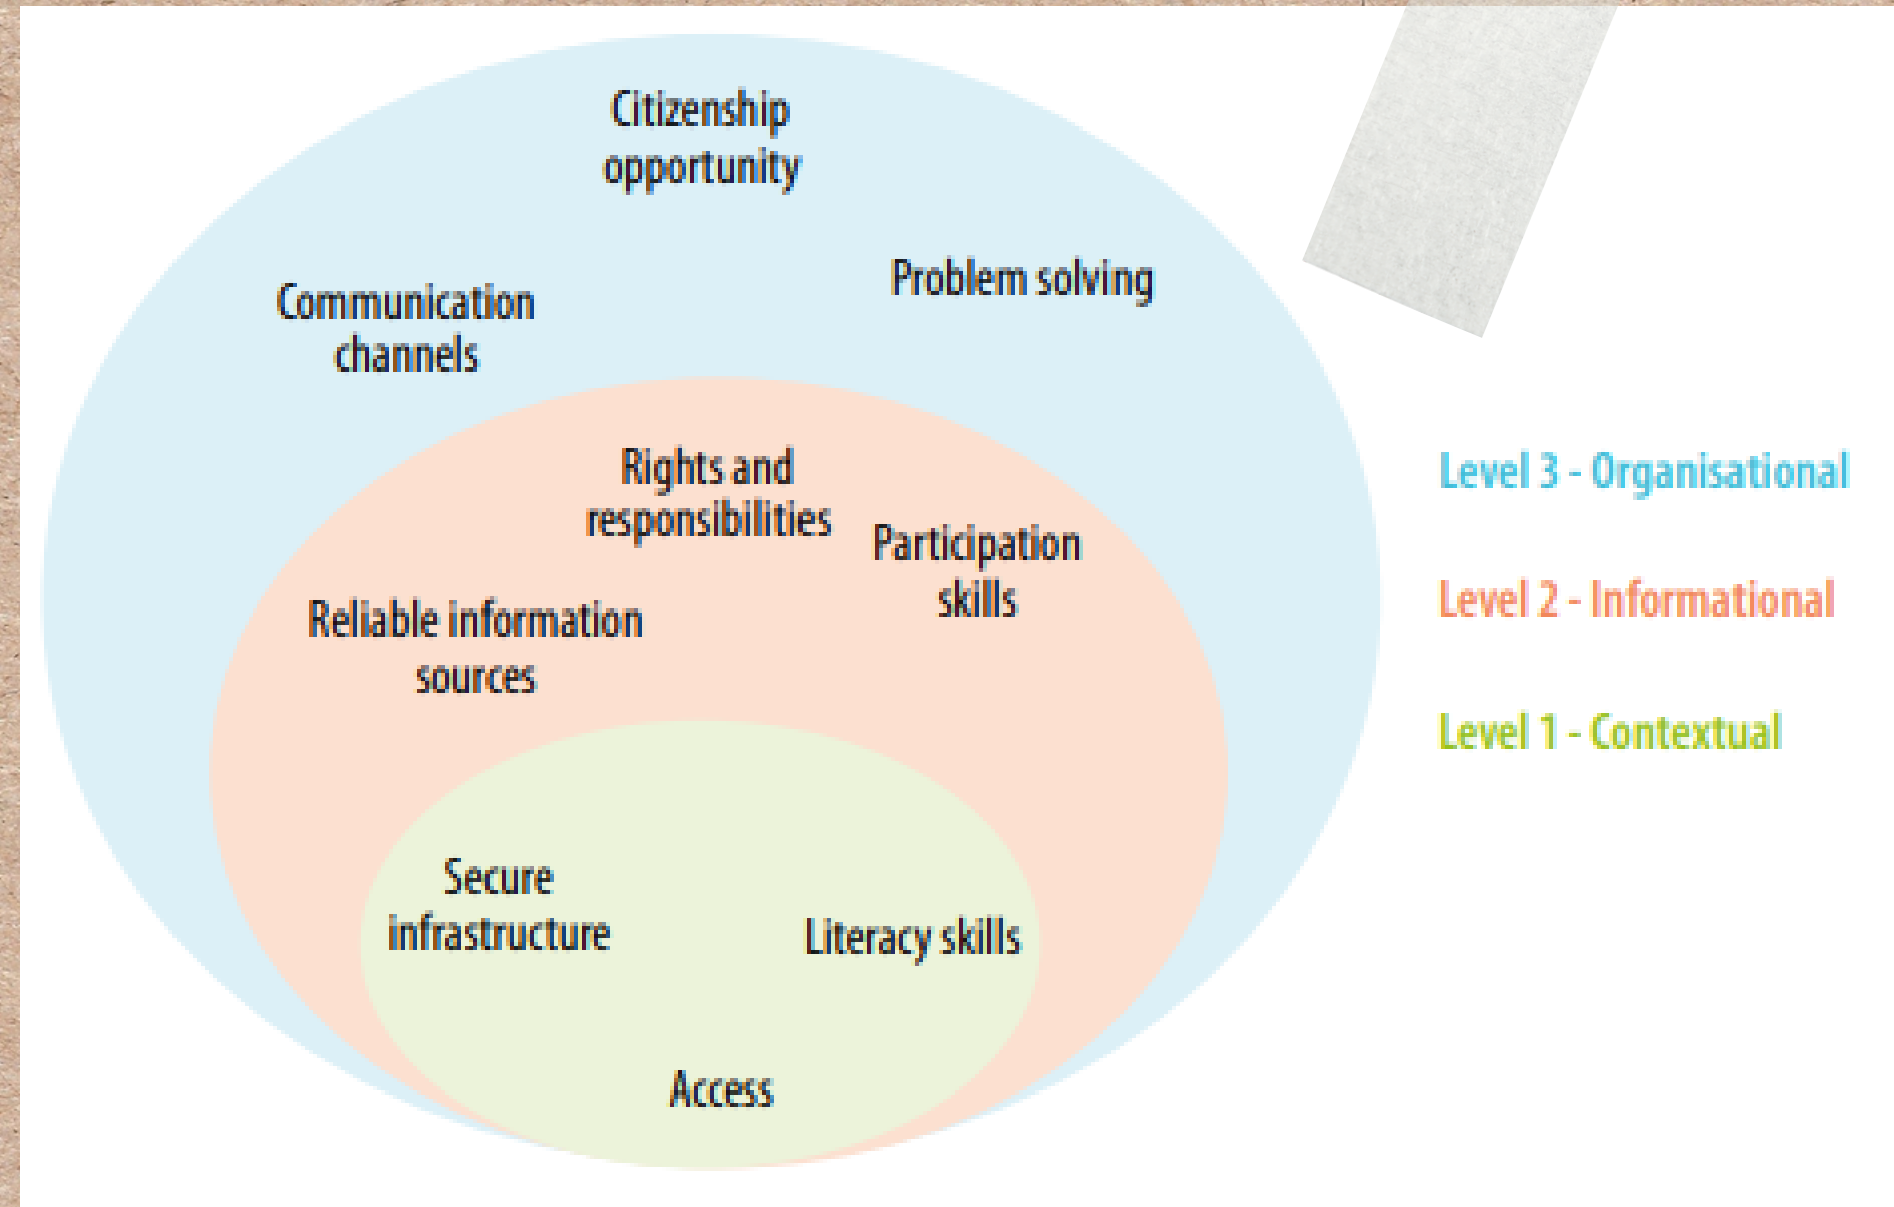 Citizenship
opportunity
Problem solving
Communication
channels
Rights and
responsibilities
Participation
skills
Reliable information
sources
Secure
infrastructure
Literacy skills
Access
Level 3 - Organisational
Level 2 - Informational
Level 1 - Contextual